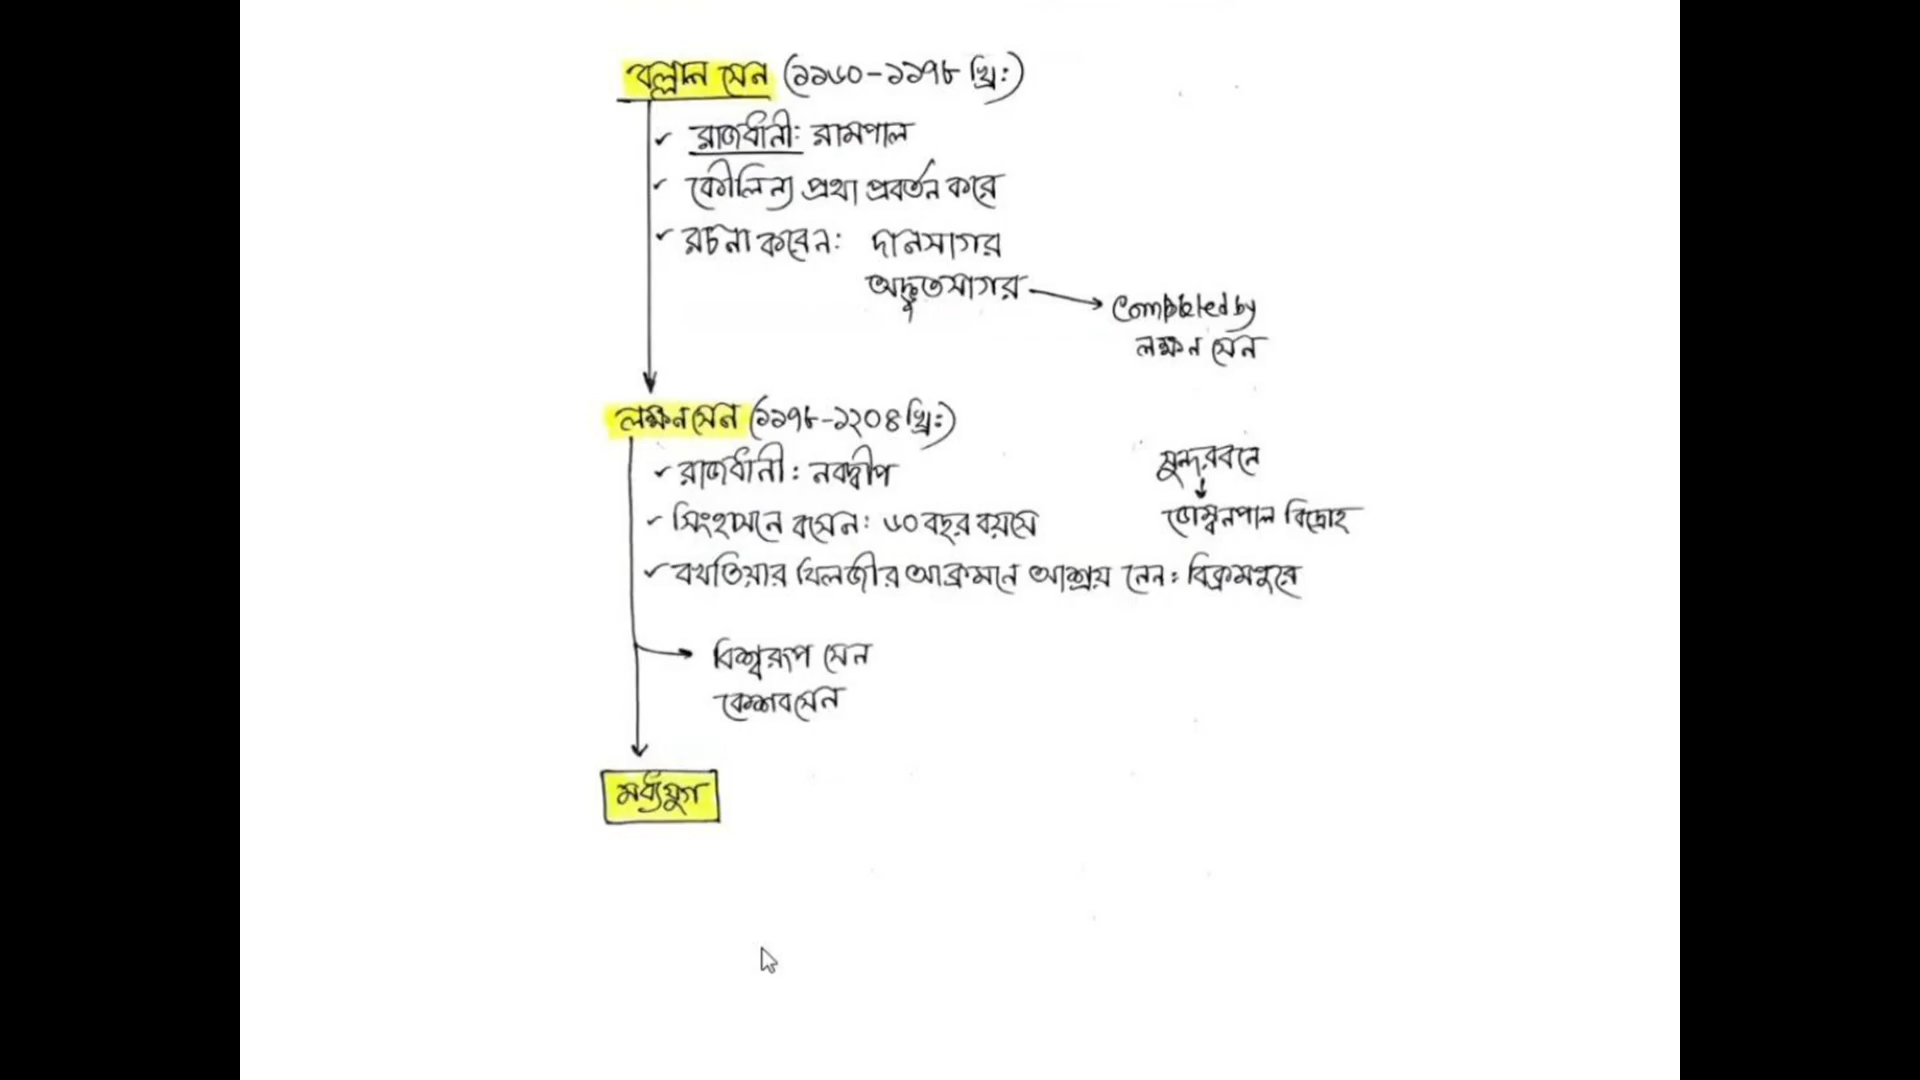 বল্লাল সেন (১১৬০-১১৭৮ খ্রি:)
✓ রাজধানী: রামপাল
✓ কৌলিন্য প্রথা প্রবর্তন করে
✓ রচনা করেন: দানসাগর
অদ্ভুতসাগর → Completed by
লক্ষন সেন
লক্ষনসেন (১১৭৮-১২০৪ খ্রি:)
✓ রাজধানী: নবদ্বীপ
সুন্দরবনে
✓ সিংহাসনে বসেন: ৬০ বছর বয়সে
ডোম্মনপাল বিদ্রোহ
✓ বখতিয়ার খিলজীর আক্রমনে আশ্রয় নেন: বিক্রমপুরে
→ বিশ্বরূপ সেন
কেশবসেন
মধ্যযুগ